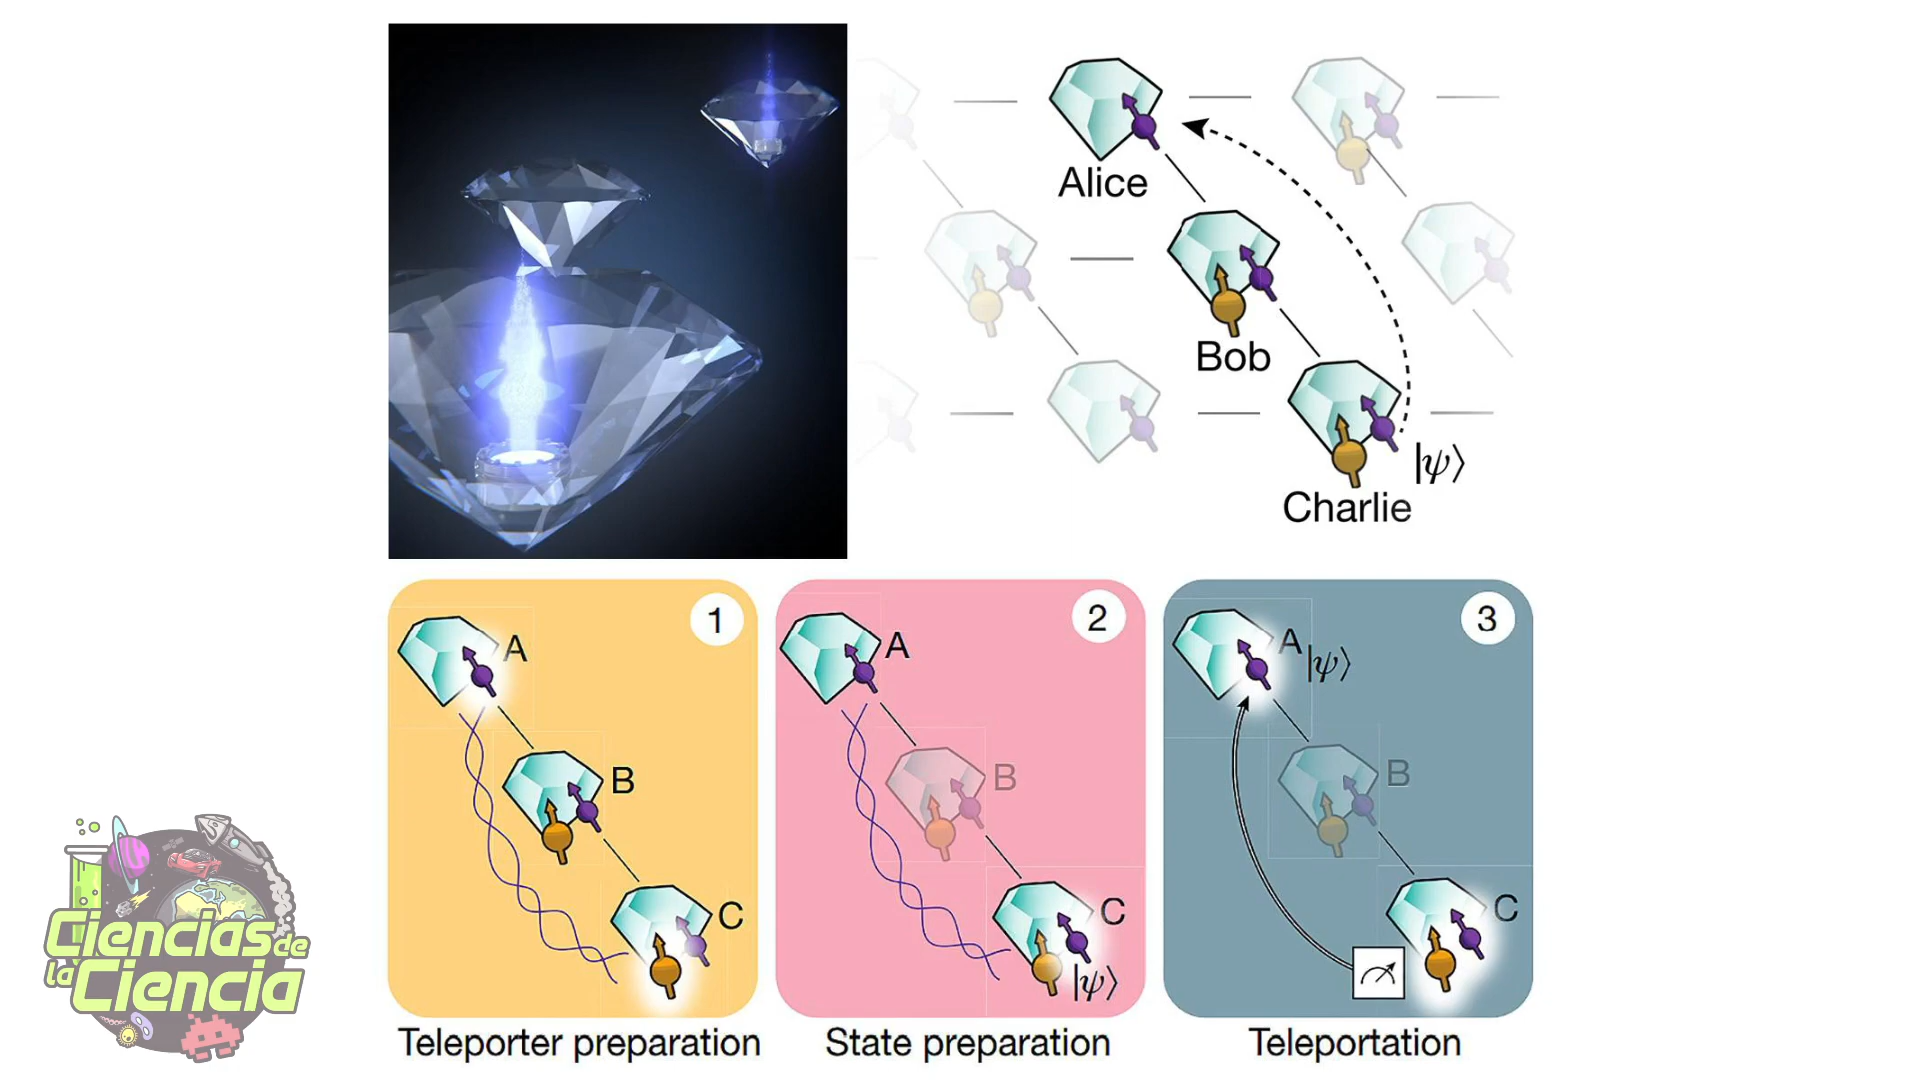 Alice
Bob
Charlie
|ψ⟩
1
A
B
C
Teleporter preparation
2
A
B
C
|ψ⟩
State preparation
3
A |ψ⟩
B
C
Teleportation
Ciencias de
la Ciencia